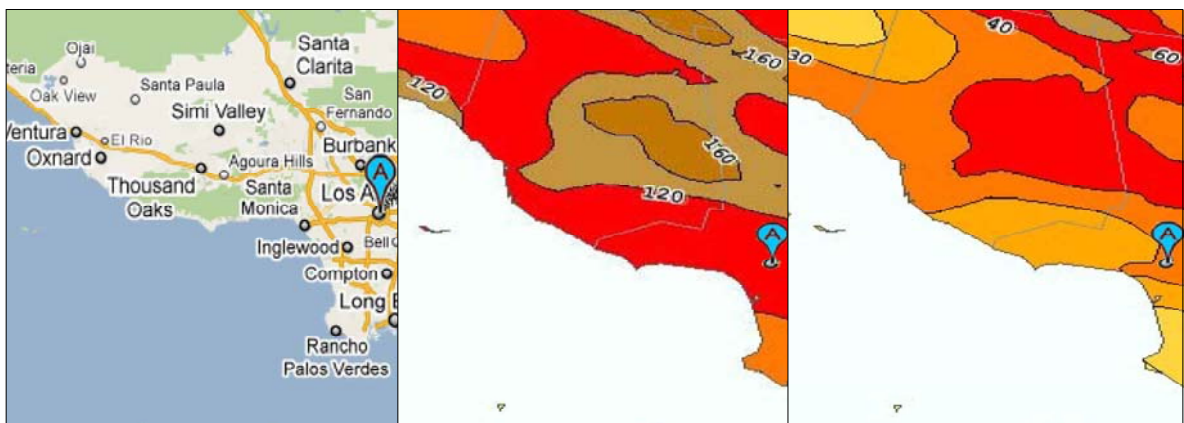 Ojai
Santa
Clarita
teria
Santa Paula
San
Fernando
Oak View
Simi Valley
Ventura
El Rio
Burbank
Oxnard
Agoura Hills
A
Thousand
Oaks
Santa
Monica
Los A
Inglewood
Bell
Compton
Long B
Rancho
Palos Verdes
120
160
160
120
A
30
40
60
A